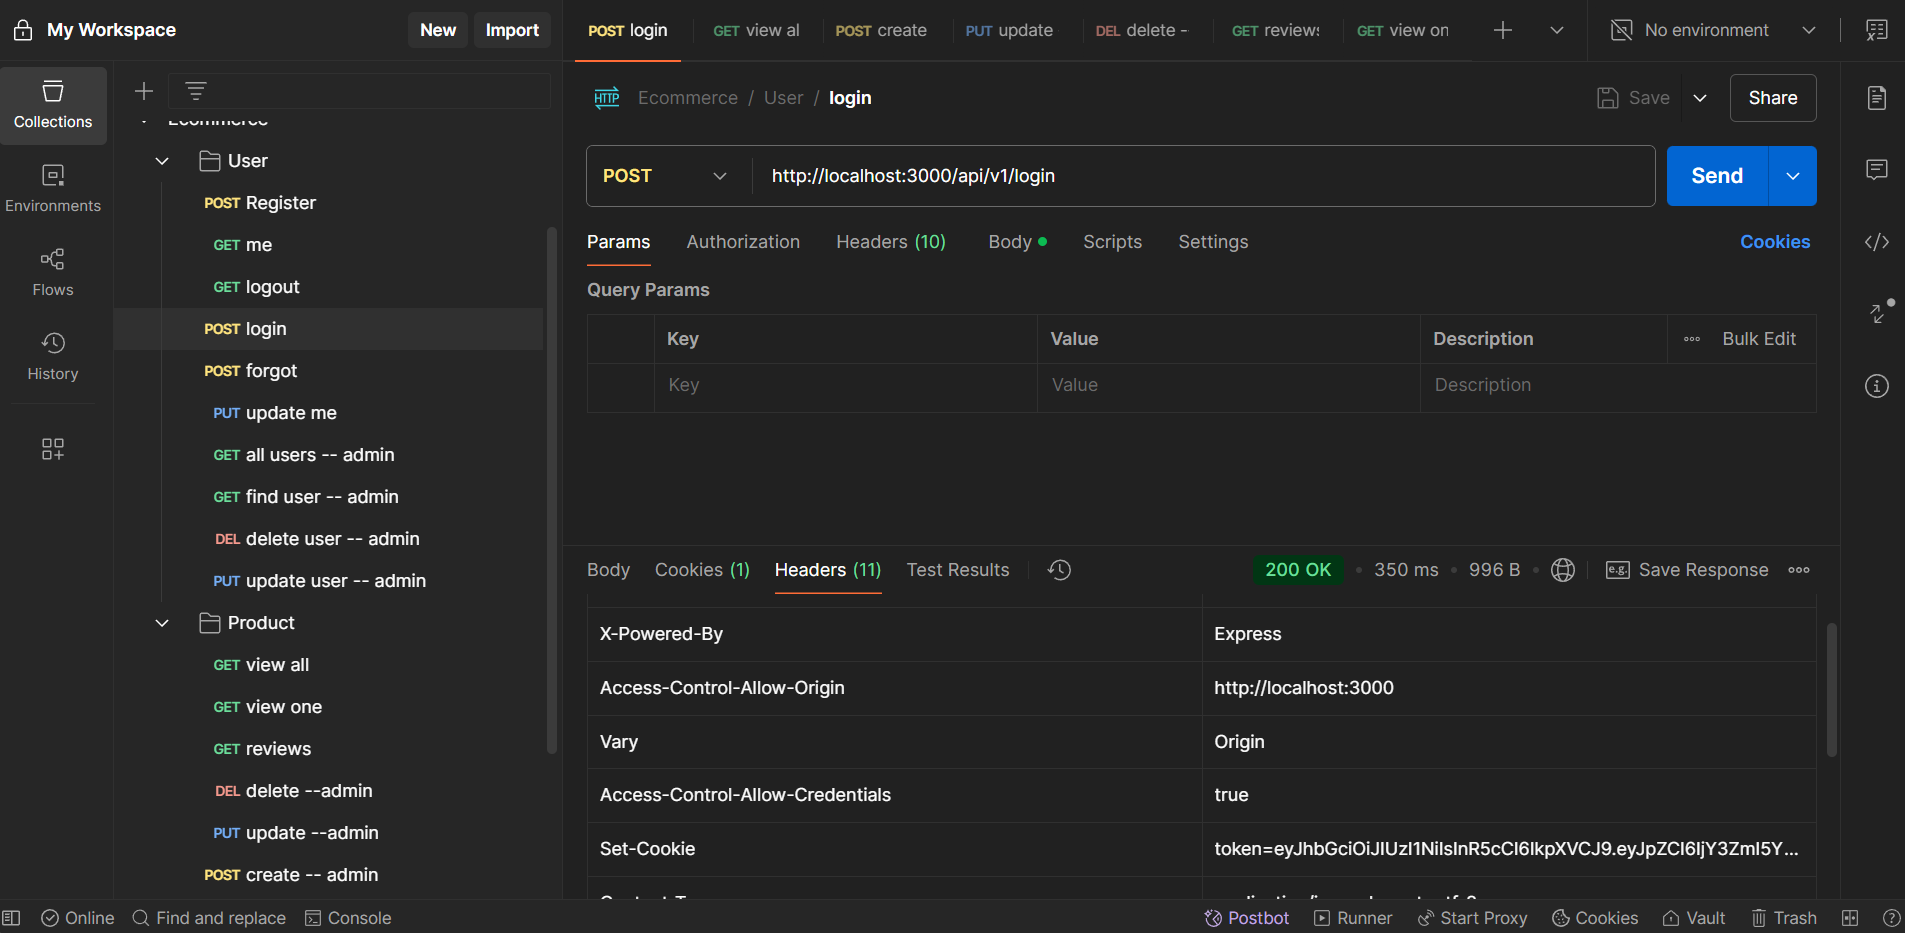 My Workspace New Import
POST login GET view al POST create PUT update DEL delete - GET reviews GET view on No environment
Collections
Environments
Flows
History
Ecommerce
User
POST Register
GET me
GET logout
POST login
POST forgot
PUT update me
GET all users -- admin
GET find user -- admin
DEL delete user -- admin
PUT update user -- admin
Product
GET view all
GET view one
GET reviews
DEL delete --admin
PUT update --admin
POST create -- admin
HTTP Ecommerce / User / login Save Share
POST http://localhost:3000/api/v1/login Send
Params Authorization Headers (10) Body Scripts Settings Cookies
Query Params
Key Value Description Bulk Edit
Key Value Description
Body Cookies (1) Headers (11) Test Results 200 OK 350 ms 996 B e.g. Save Response
X-Powered-By Express
Access-Control-Allow-Origin http://localhost:3000
Vary Origin
Access-Control-Allow-Credentials true
Set-Cookie token=eyJhbGciOiJIUzI1NiIsInR5cCI6IkpXVCJ9.eyJpZCI6IjY3ZmI5Y...
Online Find and replace Console Postbot Runner Start Proxy Cookies Vault Trash